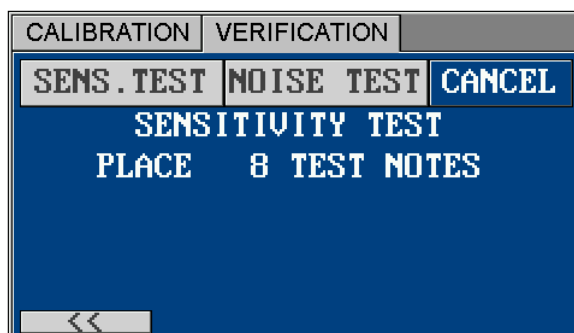 CALIBRATION VERIFICATION
SENS.TEST NOISE TEST CANCEL
SENSITIVITY TEST
PLACE 8 TEST NOTES
<<